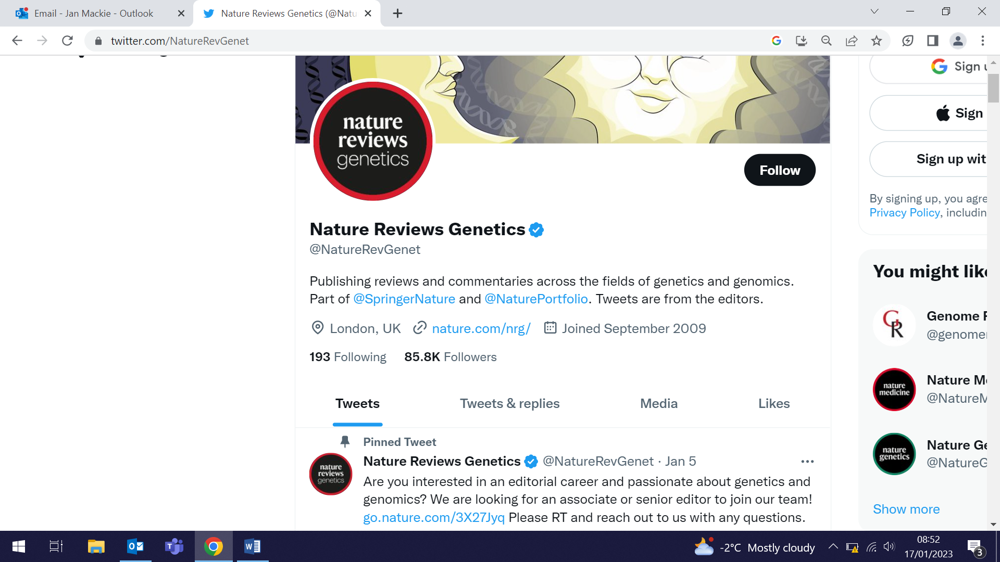 Email - Jan Mackie - Outlook
Nature Reviews Genetics (@Natu
twitter.com/NatureRevGenet
nature
reviews
genetics
Follow
Nature Reviews Genetics
@NatureRevGenet
Publishing reviews and commentaries across the fields of genetics and genomics.
Part of @SpringerNature and @NaturePortfolio. Tweets are from the editors.
London, UK nature.com/nrg/ Joined September 2009
193 Following 85.8K Followers
Tweets Tweets & replies Media Likes
Pinned Tweet
Nature Reviews Genetics @NatureRevGenet · Jan 5
nature
reviews
genetics
Are you interested in an editorial career and passionate about genetics and
genomics? We are looking for an associate or senior editor to join our team!
go.nature.com/3X27Jyq Please RT and reach out to us with any questions.
Sign u
Sign
Sign up wit
By signing up, you agre
Privacy Policy, includin
You might like
GR
Genome R
@genomer
nature
medicine
Nature Me
@NatureM
nature
genetics
Nature Ge
@NatureG
Show more
-2°C Mostly cloudy
08:52
17/01/2023
3